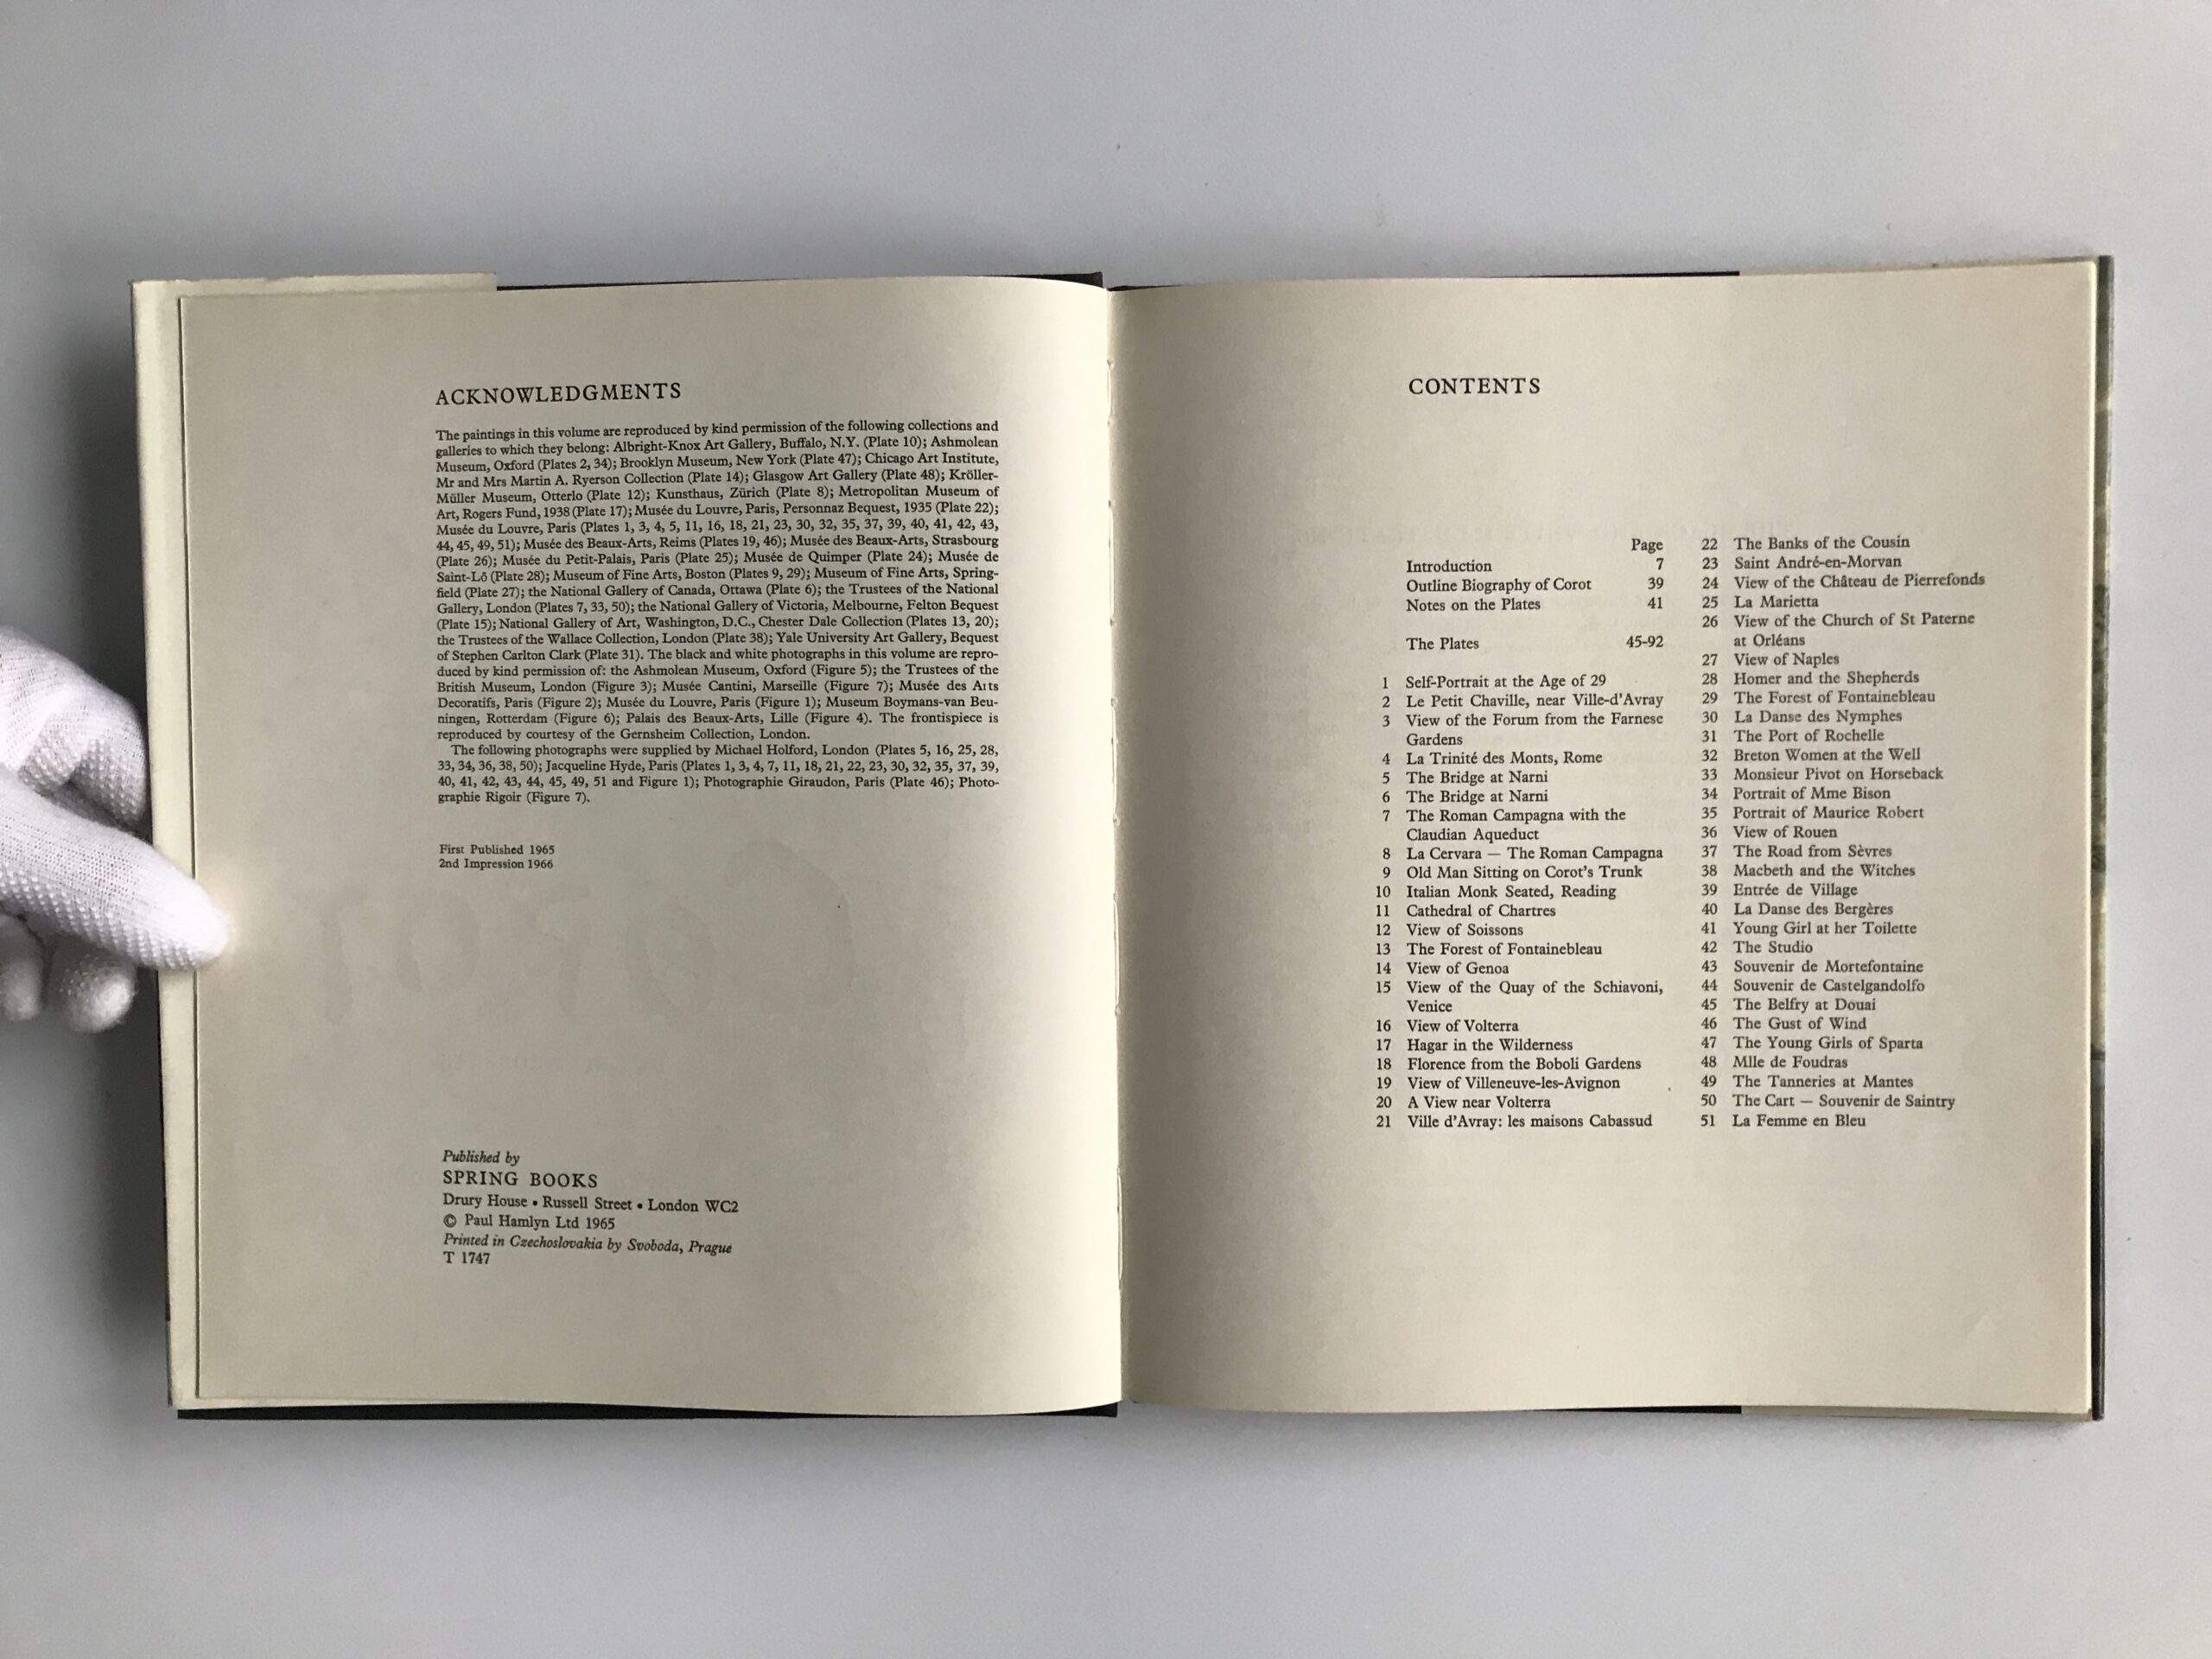 ACKNOWLEDGMENTS
The paintings in this volume are reproduced by kind permission of the following collections and
galleries to which they belong: Albright-Knox Art Gallery, Buffalo, N.Y. (Plate 10); Ashmolean
Museum, Oxford (Plates 2, 34); Brooklyn Museum, New York (Plate 47); Chicago Art Institute,
Mr and Mrs Martin A. Ryerson Collection (Plate 14); Glasgow Art Gallery (Plate 48); Kröller-
Müller Museum, Otterlo (Plate 12); Kunsthaus, Zürich (Plate 8); Metropolitan Museum of
Art, Rogers Fund, 1938 (Plate 17); Musée du Louvre, Paris, Personnaz Bequest, 1935 (Plate 22);
Musée du Louvre, Paris (Plates 1, 3, 4, 5, 11, 16, 18, 21, 23, 30, 32, 35, 37, 39, 40, 41, 42, 43,
44, 45, 49, 51); Musée des Beaux-Arts, Reims (Plates 19, 46); Musée des Beaux-Arts, Strasbourg
(Plate 26); Musée du Petit-Palais, Paris (Plate 25); Musée de Quimper (Plate 24); Musée de
Saint-Lô (Plate 28); Museum of Fine Arts, Boston (Plates 9, 29); Museum of Fine Arts, Spring-
field (Plate 27); the National Gallery of Canada, Ottawa (Plate 6); the Trustees of the National
Gallery, London (Plates 7, 33, 50); the National Gallery of Victoria, Melbourne, Felton Bequest
(Plate 15); National Gallery of Art, Washington, D.C., Chester Dale Collection (Plates 13, 20);
the Trustees of the Wallace Collection, London (Plate 38); Yale University Art Gallery, Bequest
of Stephen Carlton Clark (Plate 31). The black and white photographs in this volume are repro-
duced by kind permission of: the Ashmolean Museum, Oxford (Figure 5); the Trustees of the
British Museum, London (Figure 3); Musée Cantini, Marseille (Figure 7); Musée des Arts
Decoratifs, Paris (Figure 2); Musée du Louvre, Paris (Figure 1); Museum Boymans-van Beu-
ningen, Rotterdam (Figure 6); Palais des Beaux-Arts, Lille (Figure 4). The frontispiece is
reproduced by courtesy of the Gernsheim Collection, London.
The following photographs were supplied by Michael Holford, London (Plates 5, 16, 25, 28,
33, 34, 36, 38, 50); Jacqueline Hyde, Paris (Plates 1, 3, 4, 7, 11, 18, 21, 22, 23, 30, 32, 35, 37, 39,
40, 41, 42, 43, 44, 45, 49, 51 and Figure 1); Photographie Giraudon, Paris (Plate 46); Photo-
graphie Rigoir (Figure 7).
First Published 1965
2nd Impression 1966
Published by
SPRING BOOKS
Drury House • Russell Street • London WC2
© Paul Hamlyn Ltd 1965
Printed in Czechoslovakia by Svoboda, Prague
T 1747
CONTENTS
Page
Introduction 7
Outline Biography of Corot 39
Notes on the Plates 41
The Plates 45-92
1 Self-Portrait at the Age of 29
2 Le Petit Chaville, near Ville-d'Avray
3 View of the Forum from the Farnese
Gardens
4 La Trinité des Monts, Rome
5 The Bridge at Narni
6 The Bridge at Narni
7 The Roman Campagna with the
Claudian Aqueduct
8 La Cervara — The Roman Campagna
9 Old Man Sitting on Corot's Trunk
10 Italian Monk Seated, Reading
11 Cathedral of Chartres
12 View of Soissons
13 The Forest of Fontainebleau
14 View of Genoa
15 View of the Quay of the Schiavoni,
Venice
16 View of Volterra
17 Hagar in the Wilderness
18 Florence from the Boboli Gardens
19 View of Villeneuve-les-Avignon
20 A View near Volterra
21 Ville d'Avray: les maisons Cabassud
22 The Banks of the Cousin
23 Saint André-en-Morvan
24 View of the Château de Pierrefonds
25 La Marietta
26 View of the Church of St Paterne
at Orléans
27 View of Naples
28 Homer and the Shepherds
29 The Forest of Fontainebleau
30 La Danse des Nymphes
31 The Port of Rochelle
32 Breton Women at the Well
33 Monsieur Pivot on Horseback
34 Portrait of Mme Bison
35 Portrait of Maurice Robert
36 View of Rouen
37 The Road from Sèvres
38 Macbeth and the Witches
39 Entrée de Village
40 La Danse des Bergères
41 Young Girl at her Toilette
42 The Studio
43 Souvenir de Mortefontaine
44 Souvenir de Castelgandolfo
45 The Belfry at Douai
46 The Gust of Wind
47 The Young Girls of Sparta
48 Mlle de Foudras
49 The Tanneries at Mantes
50 The Cart — Souvenir de Saintry
51 La Femme en Bleu